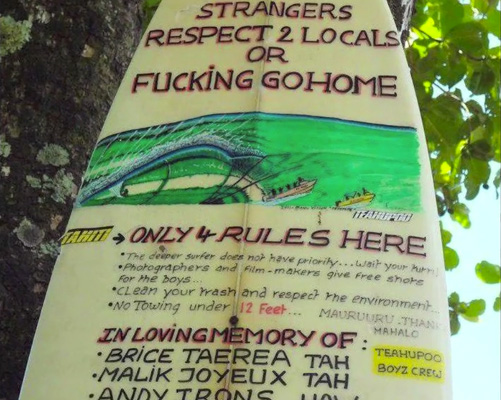 STRANGERS
RESPECT 2 LOCALS
OR
FUCKING GO HOME
TEAHUPOO
TAHITI → ONLY 4 RULES HERE
• The deeper surfer does not have priority... Wait your turn!
• Photographers and film-makers give free shots
for the boys...
• CLEAN your trash and respect the environment...
• NO Towing under 12 Feet...
MAURUURU. THANK
MAHALO
IN LOVING MEMORY OF:
• BRICE TAEREA TAH
• MALIK JOYEUX TAH
• ANDY IRONS HAW
TEAHUPOO
BOYZ CREW